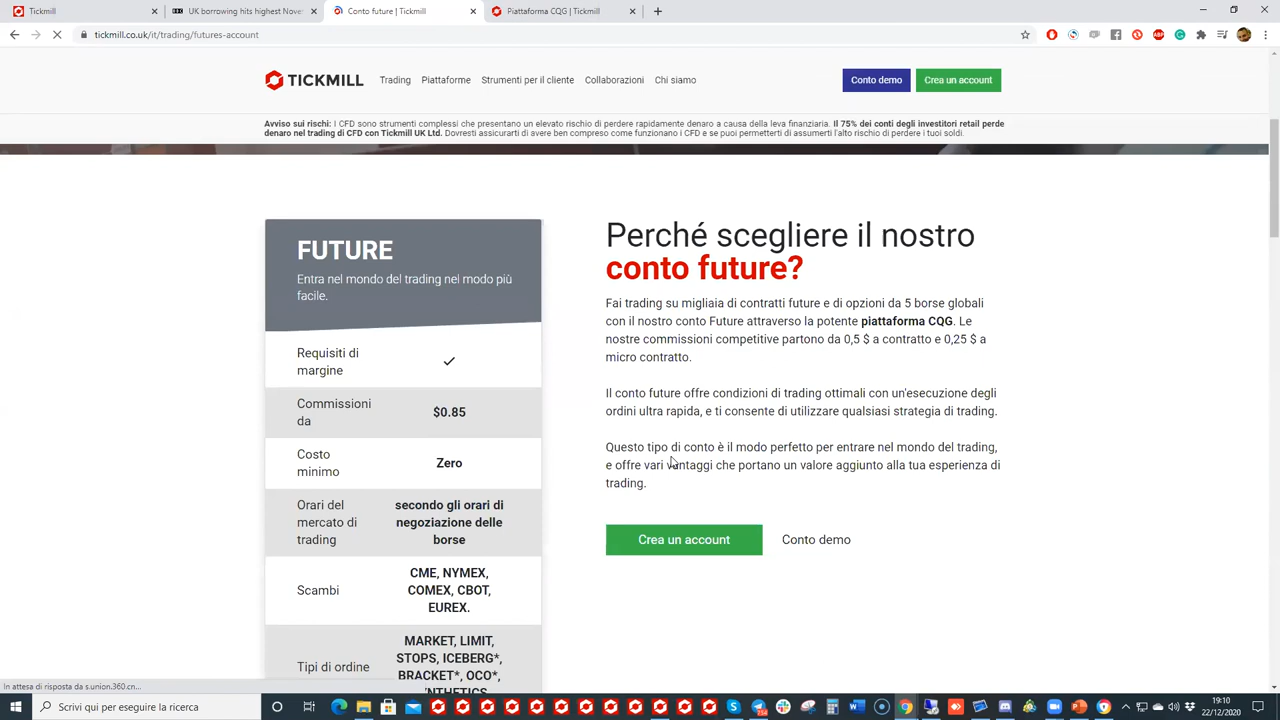 Tickmill
UK borrowing hits highest Nove
Conto future | Tickmill
Piattaforma CQG | Tickmill
tickmill.co.uk/it/trading/futures-account
TICKMILL
Trading
Piattaforme
Strumenti per il cliente
Collaborazioni
Chi siamo
Conto demo
Crea un account
Avviso sui rischi: I CFD sono strumenti complessi che presentano un elevato rischio di perdere rapidamente denaro a causa della leva finanziaria. Il 75% dei conti degli investitori retail perde
denaro nel trading di CFD con Tickmill UK Ltd. Dovresti assicurarti di avere ben compreso come funzionano i CFD e se puoi permetterti di assumerti l'alto rischio di perdere i tuoi soldi.
FUTURE
Entra nel mondo del trading nel modo più
facile.
Requisiti di
margine
Commissioni
da
$0.85
Costo
minimo
Zero
Orari del
mercato di
trading
secondo gli orari di
negoziazione delle
borse
Scambi
CME, NYMEX,
COMEX, CBOT,
EUREX.
Tipi di ordine
MARKET, LIMIT,
STOPS, ICEBERG*,
BRACKET*, OCO*,
'NTHETICS
Perché scegliere il nostro
conto future?
Fai trading su migliaia di contratti future e di opzioni da 5 borse globali
con il nostro conto Future attraverso la potente piattaforma CQG. Le
nostre commissioni competitive partono da 0,5 $ a contratto e 0,25 $ a
micro contratto.
Il conto future offre condizioni di trading ottimali con un'esecuzione degli
ordini ultra rapida, e ti consente di utilizzare qualsiasi strategia di trading.
Questo tipo di conto è il modo perfetto per entrare nel mondo del trading,
e offre vari vantaggi che portano un valore aggiunto alla tua esperienza di
trading.
Crea un account
Conto demo
In attesa di risposta da s.union.360.cn...
Scrivi qui per eseguire la ricerca
19:10
22/12/2020